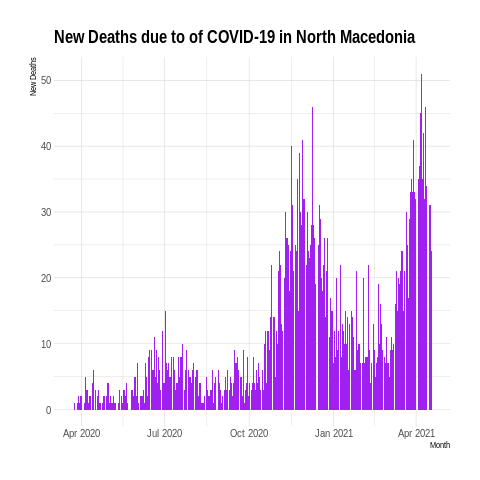 New Deaths due to of COVID-19 in North Macedonia
New Deaths
50
40
30
20
10
0
Apr 2020 Jul 2020 Oct 2020 Jan 2021 Apr 2021
Month